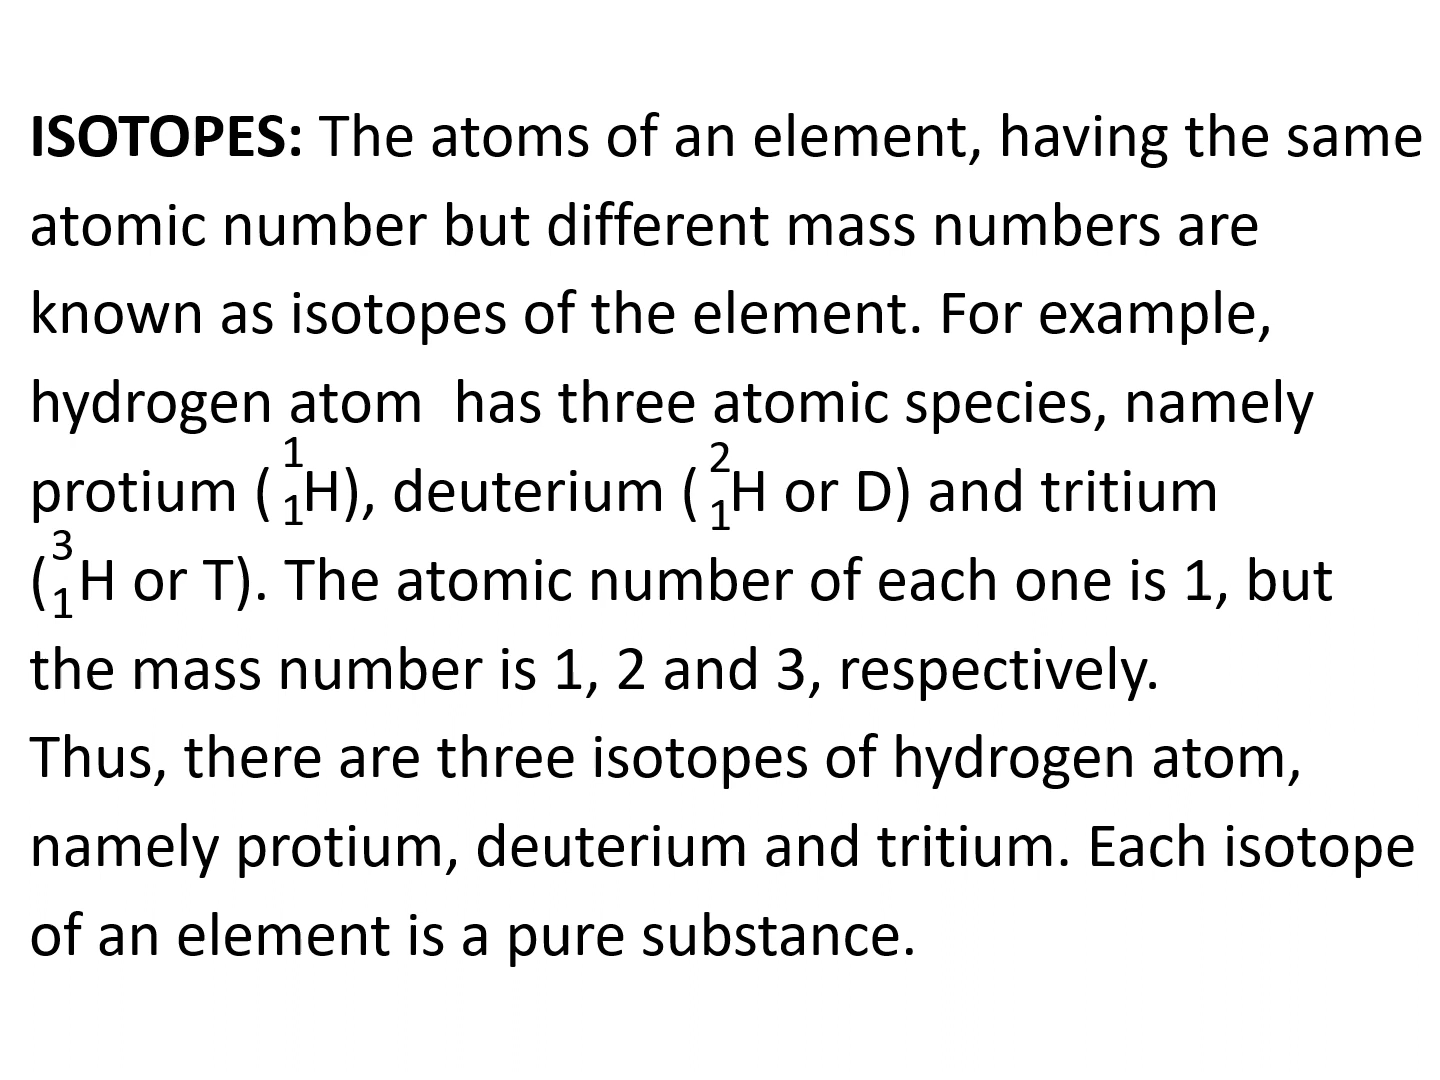 ISOTOPES: The atoms of an element, having the same
atomic number but different mass numbers are
known as isotopes of the element. For example,
hydrogen atom  has three atomic species, namely
protium ( ¹₁H), deuterium ( ²₁H or D) and tritium
(³₁H or T). The atomic number of each one is 1, but
the mass number is 1, 2 and 3, respectively.
Thus, there are three isotopes of hydrogen atom,
namely protium, deuterium and tritium. Each isotope
of an element is a pure substance.